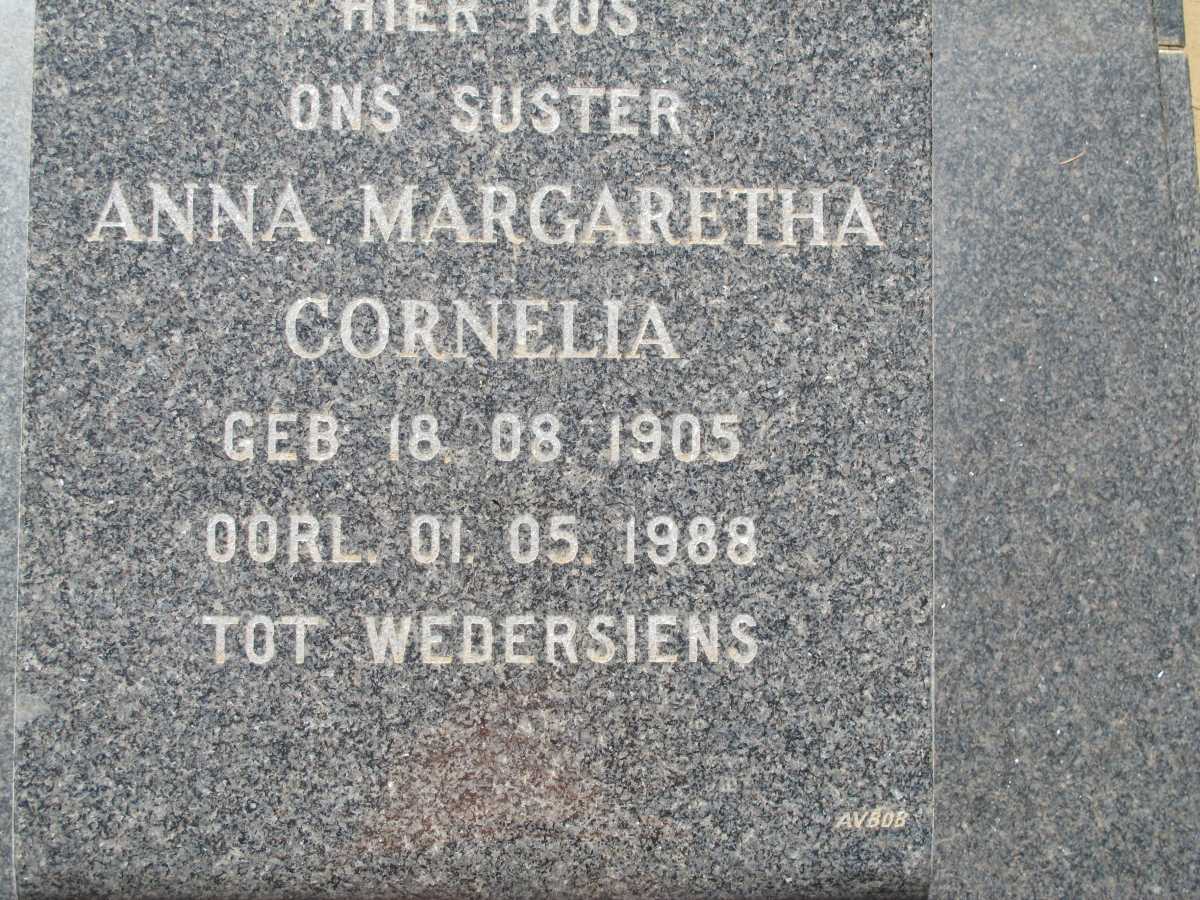 HIER RUS
ONS SUSTER
ANNA MARGARETHA
CORNELIA
GEB 18. 08 1905
OORL. 01. 05. 1988
TOT WEDERSIENS
AVBOB